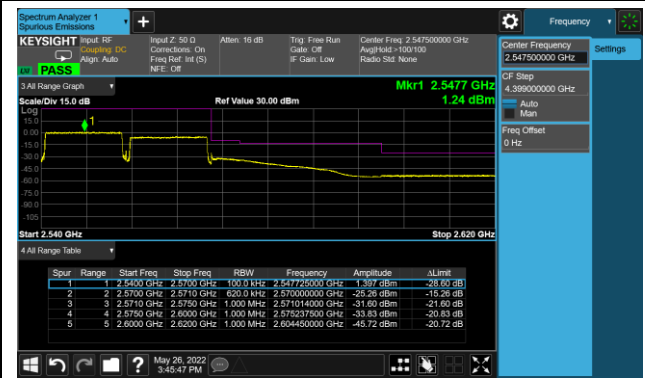 Spectrum Analyzer 1
Spurious Emissions
Frequency
KEYSIGHT
Input: RF
Coupling: DC
Align: Auto
Input Z: 50 Ω
Corrections: On
Freq Ref: Int (S)
NFE: Off
Atten: 16 dB
Trig: Free Run
Gate: Off
IF Gain: Low
Center Freq: 2.547500000 GHz
Avg|Hold:>100/100
Radio Std: None
PASS
Center Frequency
2.547500000 GHz
Settings
CF Step
4.399000000 GHz
Auto
Man
Freq Offset
0 Hz
3 All Range Graph
Mkr1 2.5477 GHz
Scale/Div 15.0 dB
Ref Value 30.00 dBm
1.24 dBm
Log
15.0
0.00
-15.0
-30.0
-45.0
-60.0
-75.0
-90.0
-105
1
Start 2.540 GHz
Stop 2.620 GHz
4 All Range Table
Spur Range Start Freq Stop Freq RBW Frequency Amplitude ΔLimit
1 1 2.5400 GHz 2.5700 GHz 100.0 kHz 2.547725000 GHz 1.397 dBm -28.60 dB
2 2 2.5700 GHz 2.5710 GHz 620.0 kHz 2.570000000 GHz -25.26 dBm -15.26 dB
3 3 2.5710 GHz 2.5750 GHz 1.000 MHz 2.571014000 GHz -31.60 dBm -21.60 dB
4 4 2.5750 GHz 2.6000 GHz 1.000 MHz 2.575237500 GHz -33.83 dBm -20.83 dB
5 5 2.6000 GHz 2.6200 GHz 1.000 MHz 2.604450000 GHz -45.72 dBm -20.72 dB
May 26, 2022
3:45:47 PM